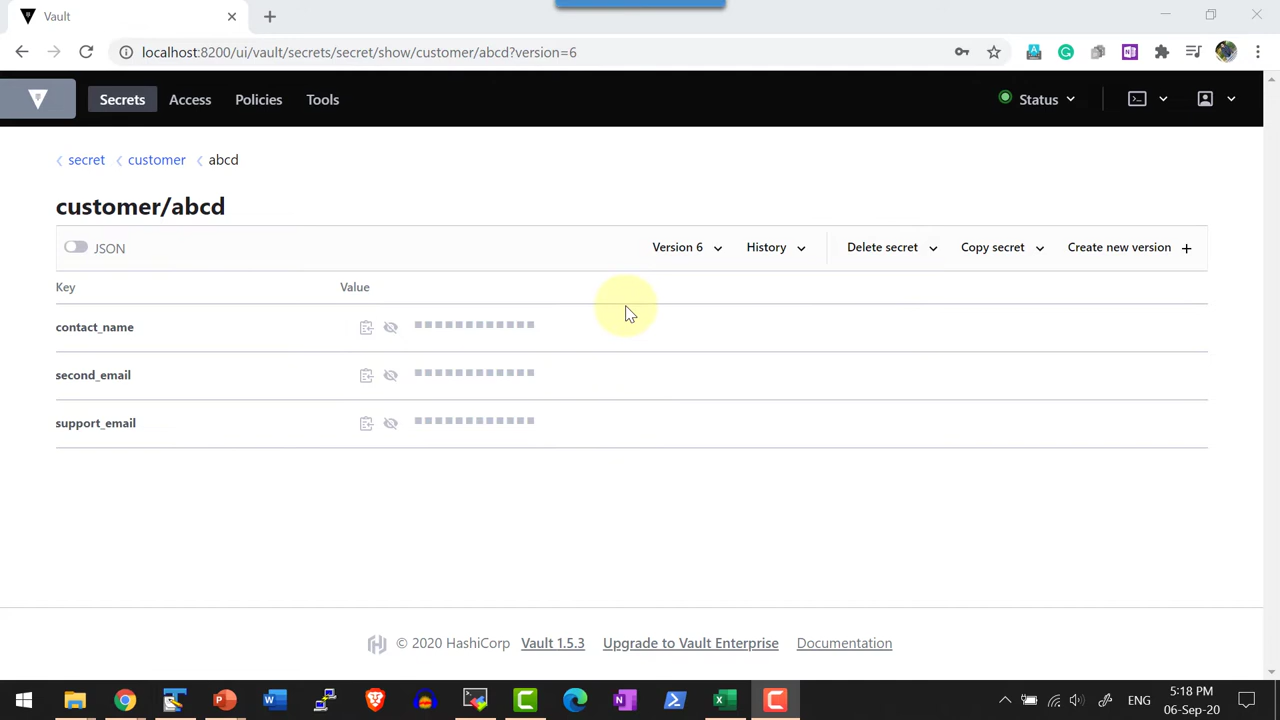 Vault
localhost:8200/ui/vault/secrets/secret/show/customer/abcd?version=6
Secrets Access Policies Tools Status
secret customer abcd
customer/abcd
JSON Version 6 History Delete secret Copy secret Create new version
Key Value
contact_name
second_email
support_email
© 2020 HashiCorp Vault 1.5.3 Upgrade to Vault Enterprise Documentation
ENG
5:18 PM
06-Sep-20